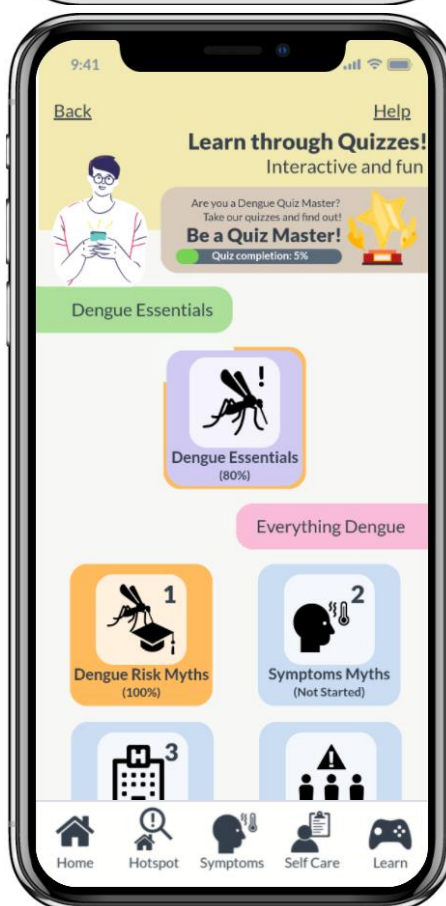 9:41
Back
Help
Learn through Quizzes!
Interactive and fun
Are you a Dengue Quiz Master?
Take our quizzes and find out!
Be a Quiz Master!
Quiz completion: 5%
Dengue Essentials
!
Dengue Essentials
(80%)
Everything Dengue
1
Dengue Risk Myths
(100%)
2
Symptoms Myths
(Not Started)
H
3
!
Home
Hotspot
Symptoms
Self Care
Learn